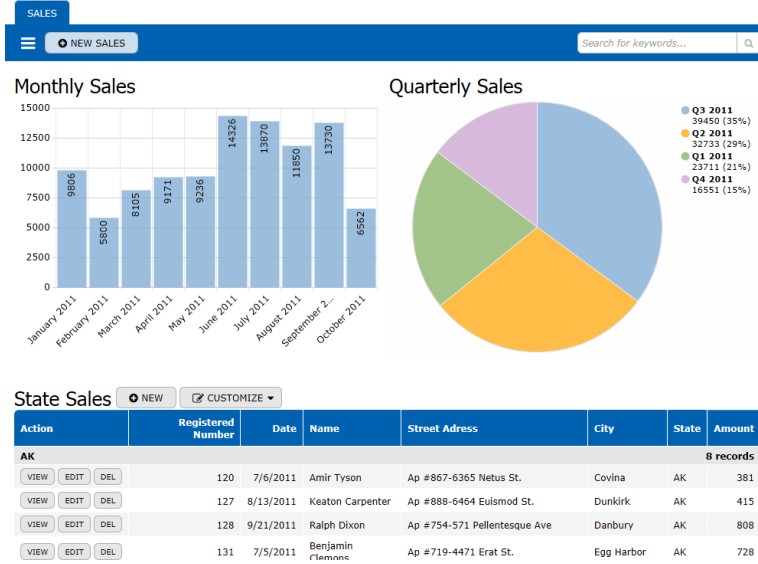 SALES
NEW SALES
Search for keywords...
Monthly Sales
15000
12500
10000
7500
5000
2500
0
9806
5800
8105
9171
9236
14326
13870
11850
13730
6562
January 2011
February 2011
March 2011
April 2011
May 2011
June 2011
July 2011
August 2011
September 2...
October 2011
Quarterly Sales
Q3 2011
39450 (35%)
Q2 2011
32733 (29%)
Q1 2011
23711 (21%)
Q4 2011
16551 (15%)
State Sales NEW CUSTOMIZE
Action Registered Number Date Name Street Adress City State Amount
AK 8 records
VIEW EDIT DEL 120 7/6/2011 Amir Tyson Ap #867-6365 Netus St. Covina AK 381
VIEW EDIT DEL 127 8/13/2011 Keaton Carpenter Ap #888-6464 Euismod St. Dunkirk AK 415
VIEW EDIT DEL 128 9/21/2011 Ralph Dixon Ap #754-571 Pellentesque Ave Danbury AK 808
VIEW EDIT DEL 131 7/5/2011 Benjamin Clemons Ap #719-4471 Erat St. Egg Harbor AK 728